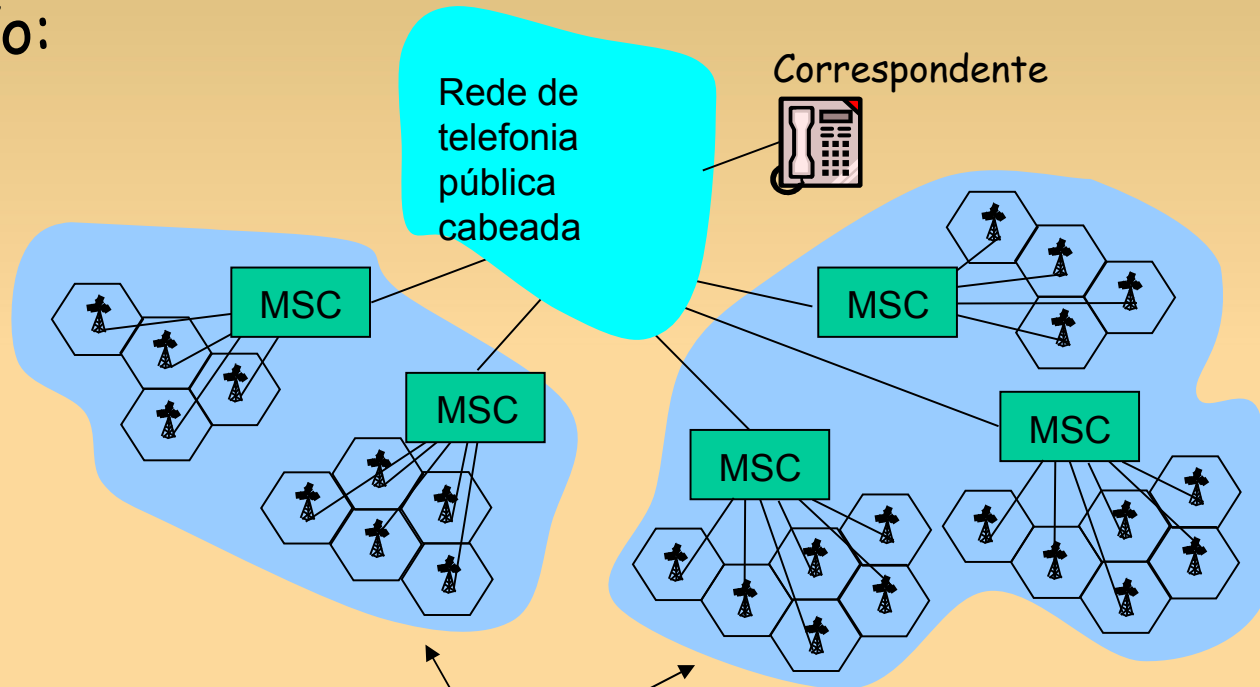 Correspondente
Rede de
telefonia
pública
cabeada
MSC
MSC
MSC
MSC
MSC